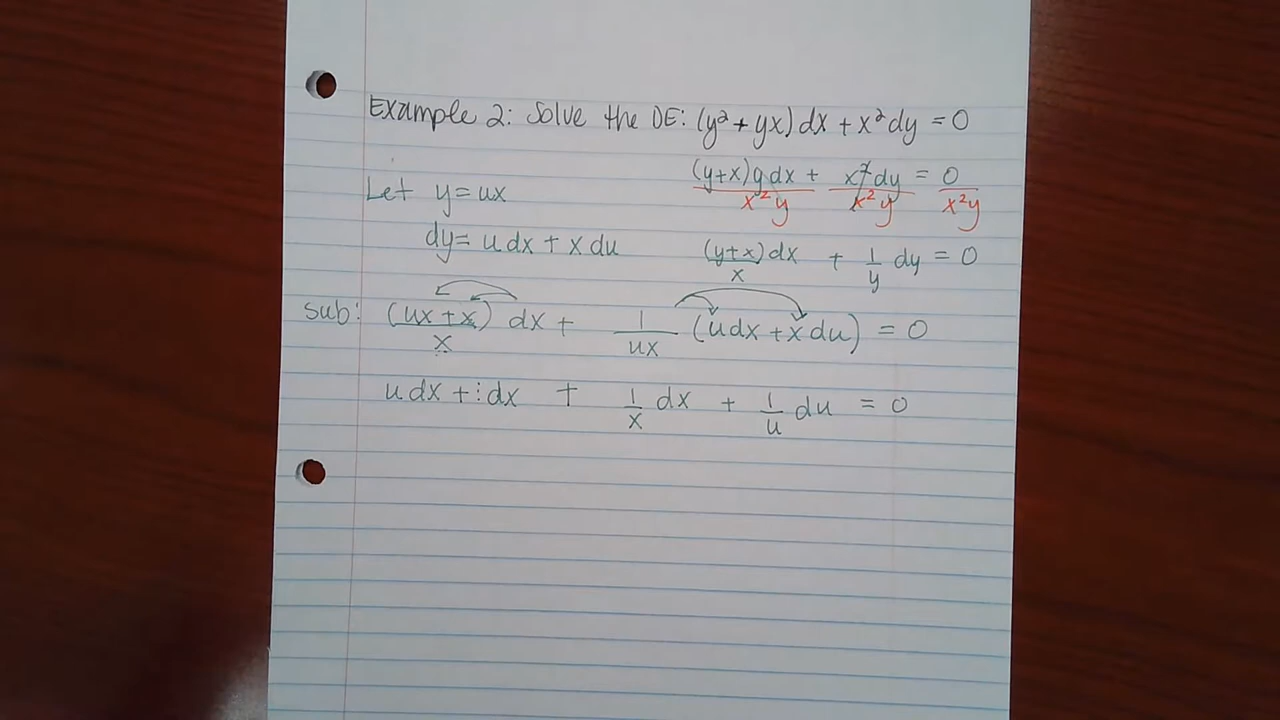 Example 2: Solve the DE: (y² + yx) dx + x² dy = 0
(y+x)y dx / x²y + x² dy / x²y = 0 / x²y
Let y = ux
dy = u dx + x du
(y+x) dx / x + 1/y dy = 0
sub: (ux + x) / x dx + 1/ux (u dx + x du) = 0
u dx + : dx + 1/x dx + 1/u du = 0